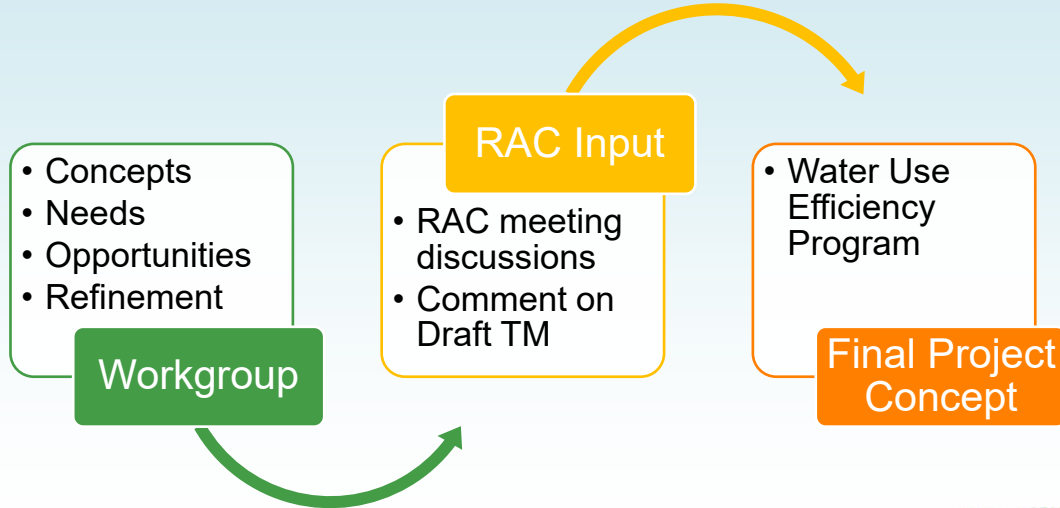 • Concepts
• Needs
• Opportunities
• Refinement
Workgroup
RAC Input
• RAC meeting
discussions
• Comment on
Draft TM
• Water Use
Efficiency
Program
Final Project
Concept